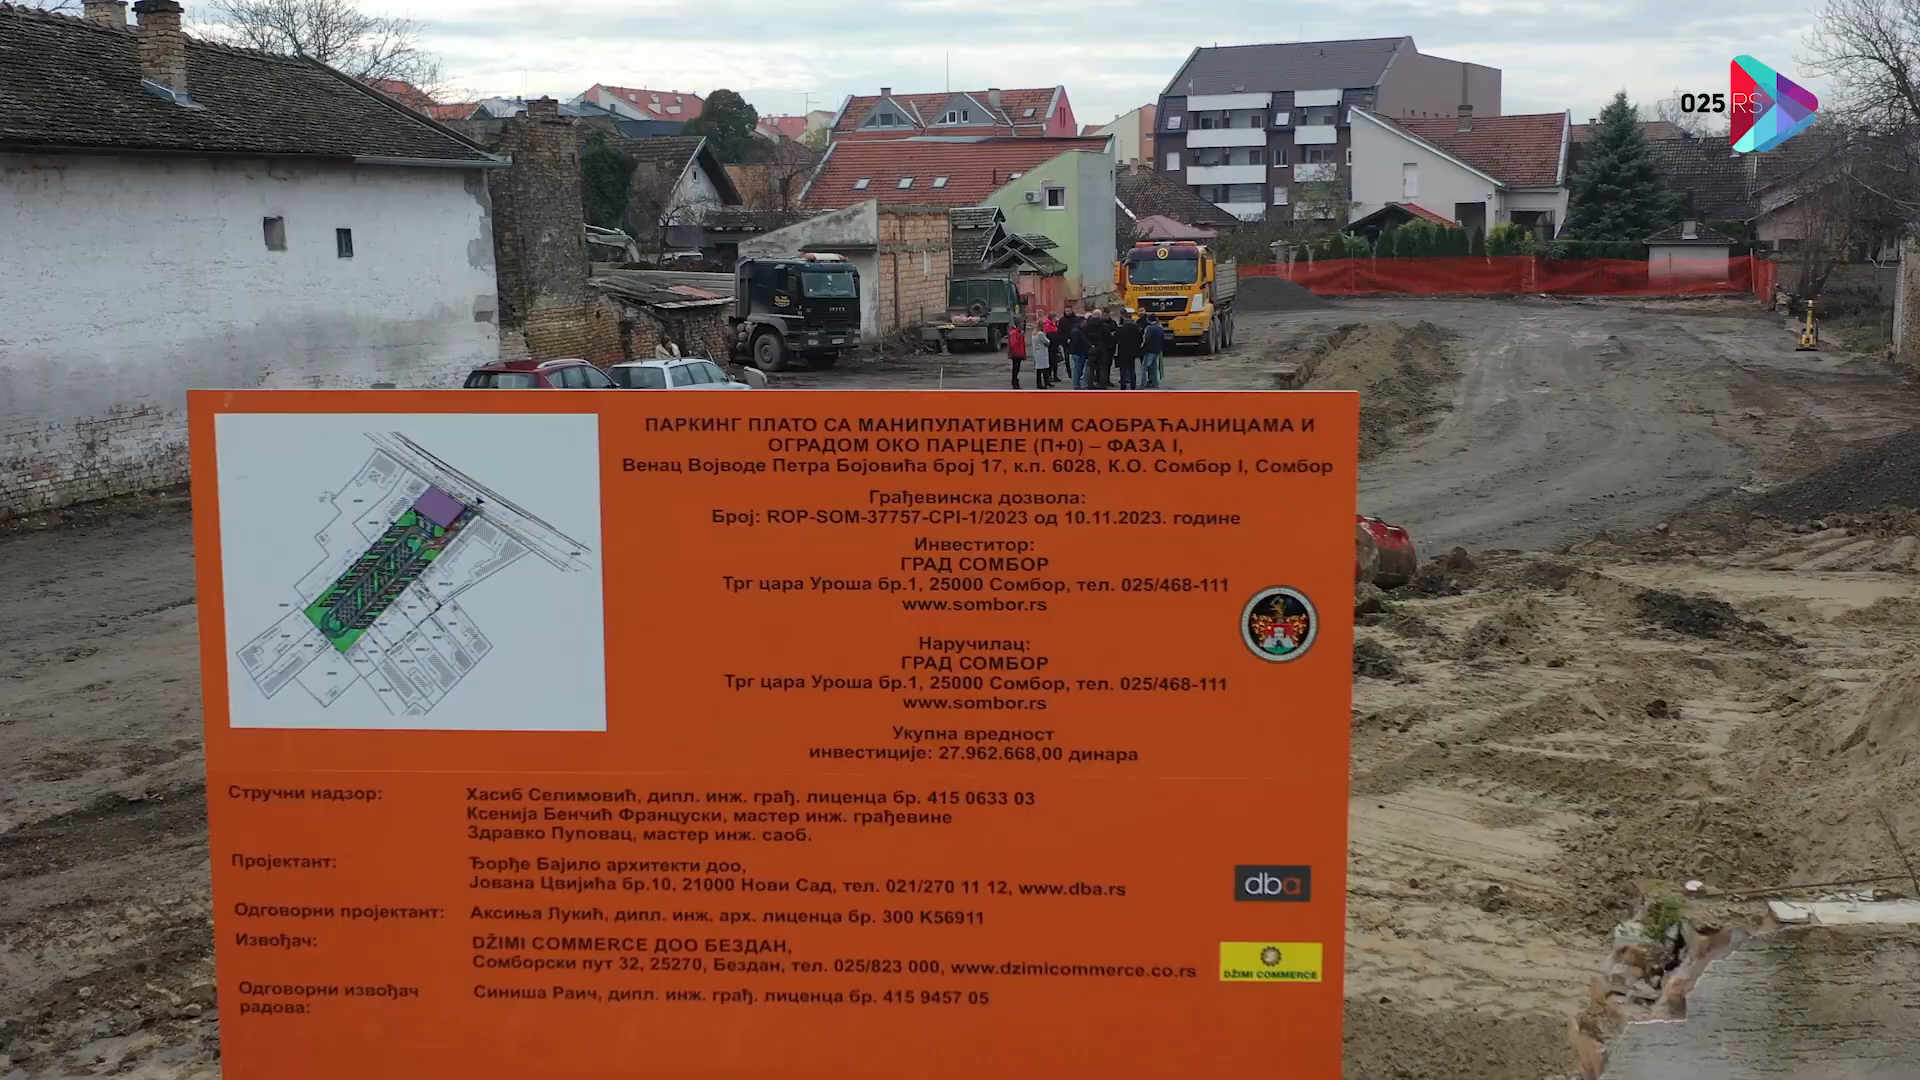 025 RS
DŽIMI COMMERCE
MAN
ПАРКИНГ ПЛАТО СА МАНИПУЛАТИВНИМ САОБРАЋАЈНИЦАМА И
ОГРАДОМ ОКО ПАРЦЕЛЕ (П+0) – ФАЗА I,
Венац Војводе Петра Бојовића број 17, к.п. 6028, К.О. Сомбор I, Сомбор
Грађевинска дозвола:
Број: ROP-SOM-37757-CPI-1/2023 од 10.11.2023. године
Инвеститор:
ГРАД СОМБОР
Трг цара Уроша бр.1, 25000 Сомбор, тел. 025/468-111
www.sombor.rs
Наручилац:
ГРАД СОМБОР
Трг цара Уроша бр.1, 25000 Сомбор, тел. 025/468-111
www.sombor.rs
Укупна вредност
инвестиције: 27.962.668,00 динара
Стручни надзор: Хасиб Селимовић, дипл. инж. грађ. лиценца бр. 415 0633 03
Ксенија Бенчић Француски, мастер инж. грађевине
Здравко Пуповац, мастер инж. саоб.
Пројектант: Ђорђе Бајило архитекти доо,
Јована Цвијића бр.10, 21000 Нови Сад, тел. 021/270 11 12, www.dba.rs
dba
Одговорни пројектант: Аксиња Лукић, дипл. инж. арх. лиценца бр. 300 К56911
Извођач: DŽIMI COMMERCE ДОО БЕЗДАН,
Сомборски пут 32, 25270, Бездан, тел. 025/823 000, www.dzimicommerce.co.rs
DŽIMI COMMERCE
Одговорни извођач Синиша Раич, дипл. инж. грађ. лиценца бр. 415 9457 05
радова: